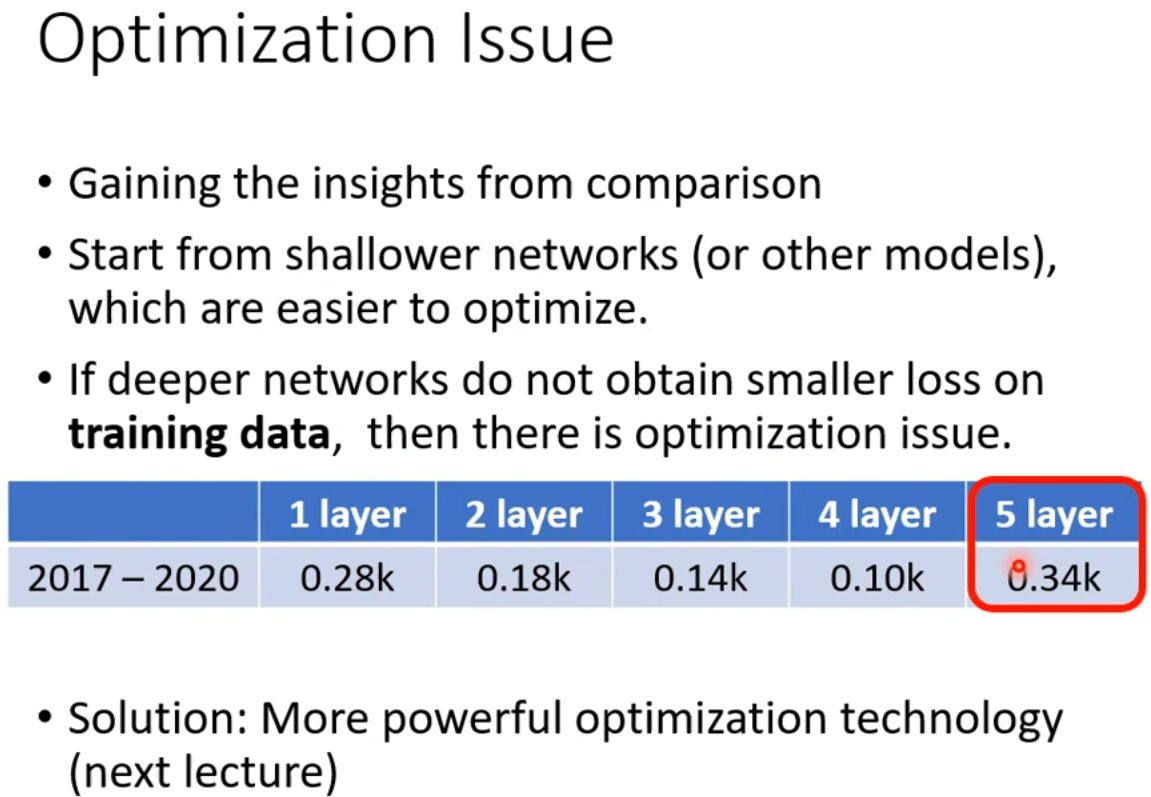 Optimization Issue
• Gaining the insights from comparison
• Start from shallower networks (or other models),
which are easier to optimize.
• If deeper networks do not obtain smaller loss on
training data, then there is optimization issue.
1 layer 2 layer 3 layer 4 layer 5 layer
2017 – 2020 0.28k 0.18k 0.14k 0.10k 0.34k
• Solution: More powerful optimization technology
(next lecture)